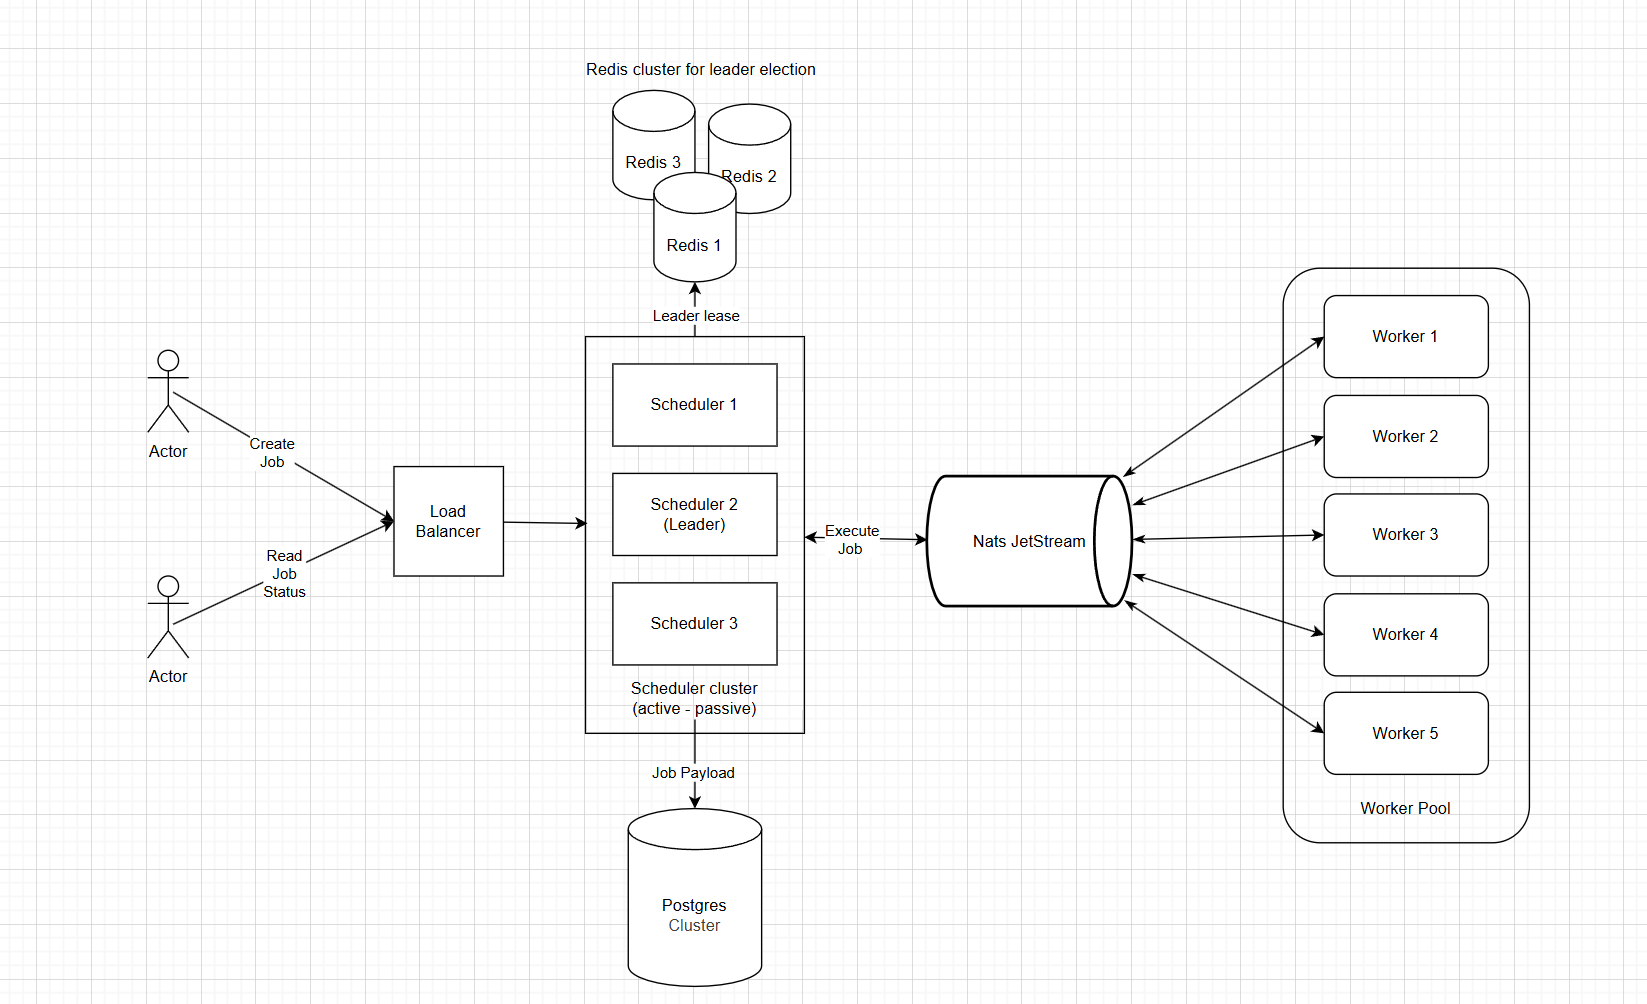 Redis cluster for leader election
Redis 3
Redis 2
Redis 1
Leader lease
Scheduler 1
Scheduler 2
(Leader)
Scheduler 3
Scheduler cluster
(active - passive)
Actor
Create
Job
Read
Job
Status
Actor
Load
Balancer
Execute
Job
Nats JetStream
Worker 1
Worker 2
Worker 3
Worker 4
Worker 5
Worker Pool
Job Payload
Postgres
Cluster